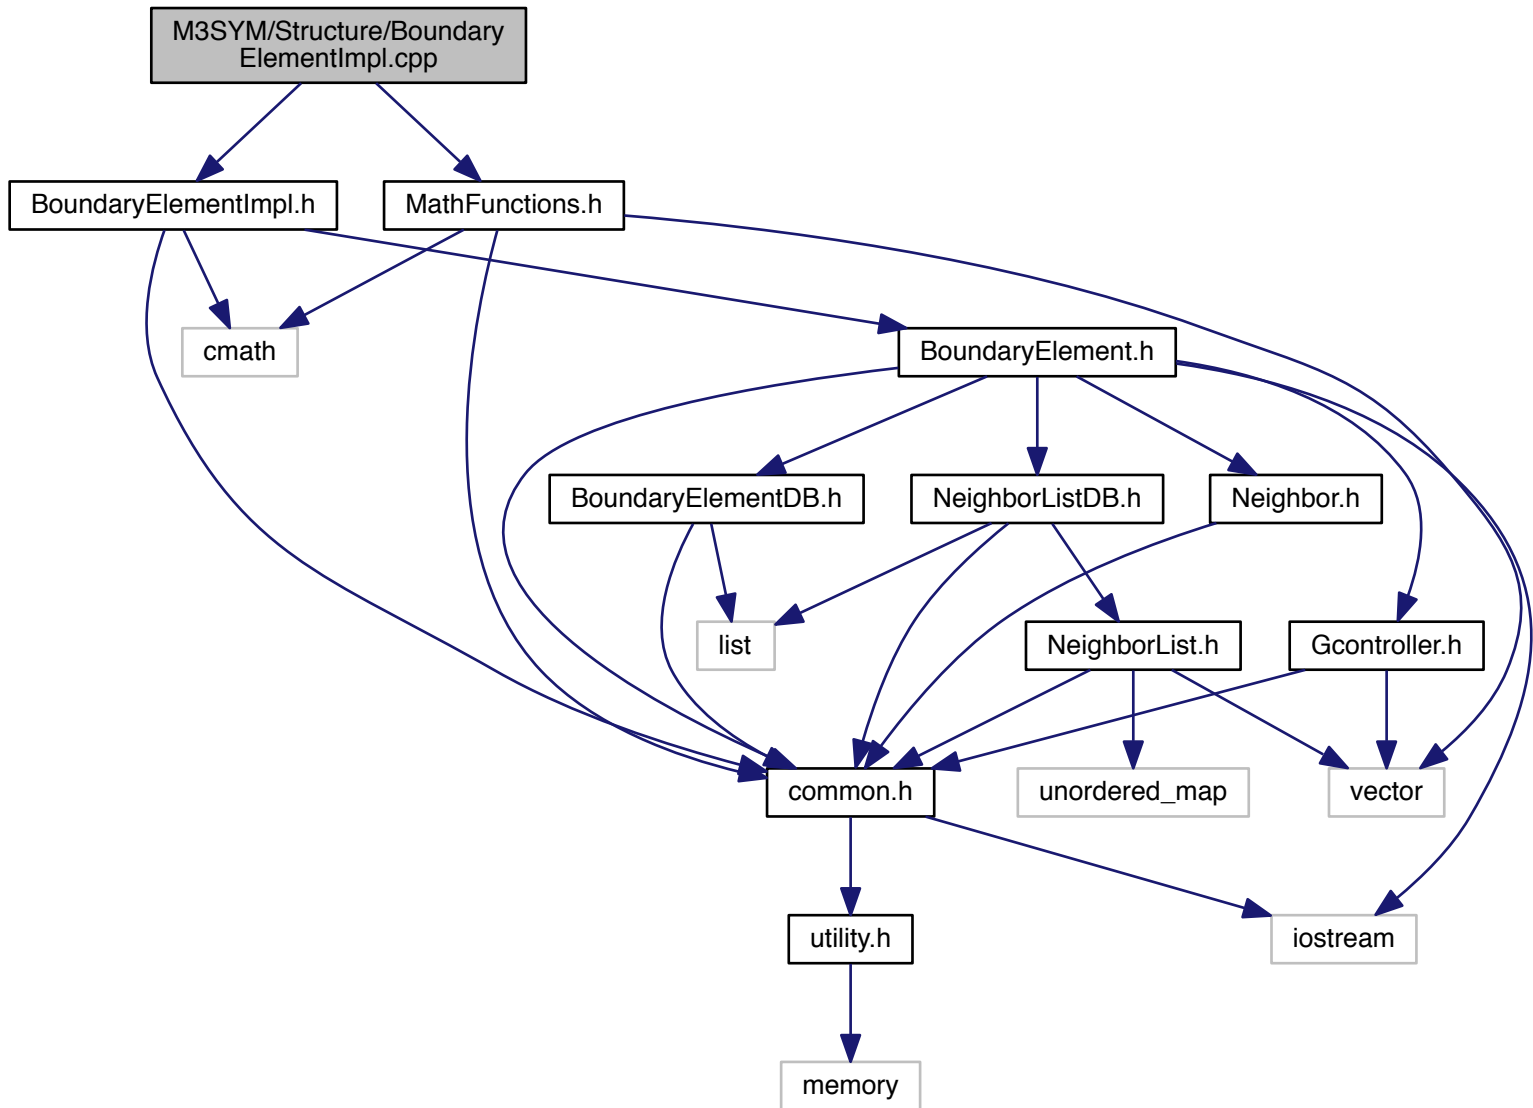 M3SYM/Structure/Boundary
ElementImpl.cpp
BoundaryElementImpl.h
MathFunctions.h
cmath
BoundaryElement.h
BoundaryElementDB.h
NeighborListDB.h
Neighbor.h
list
NeighborList.h
Gcontroller.h
common.h
unordered_map
vector
utility.h
iostream
memory